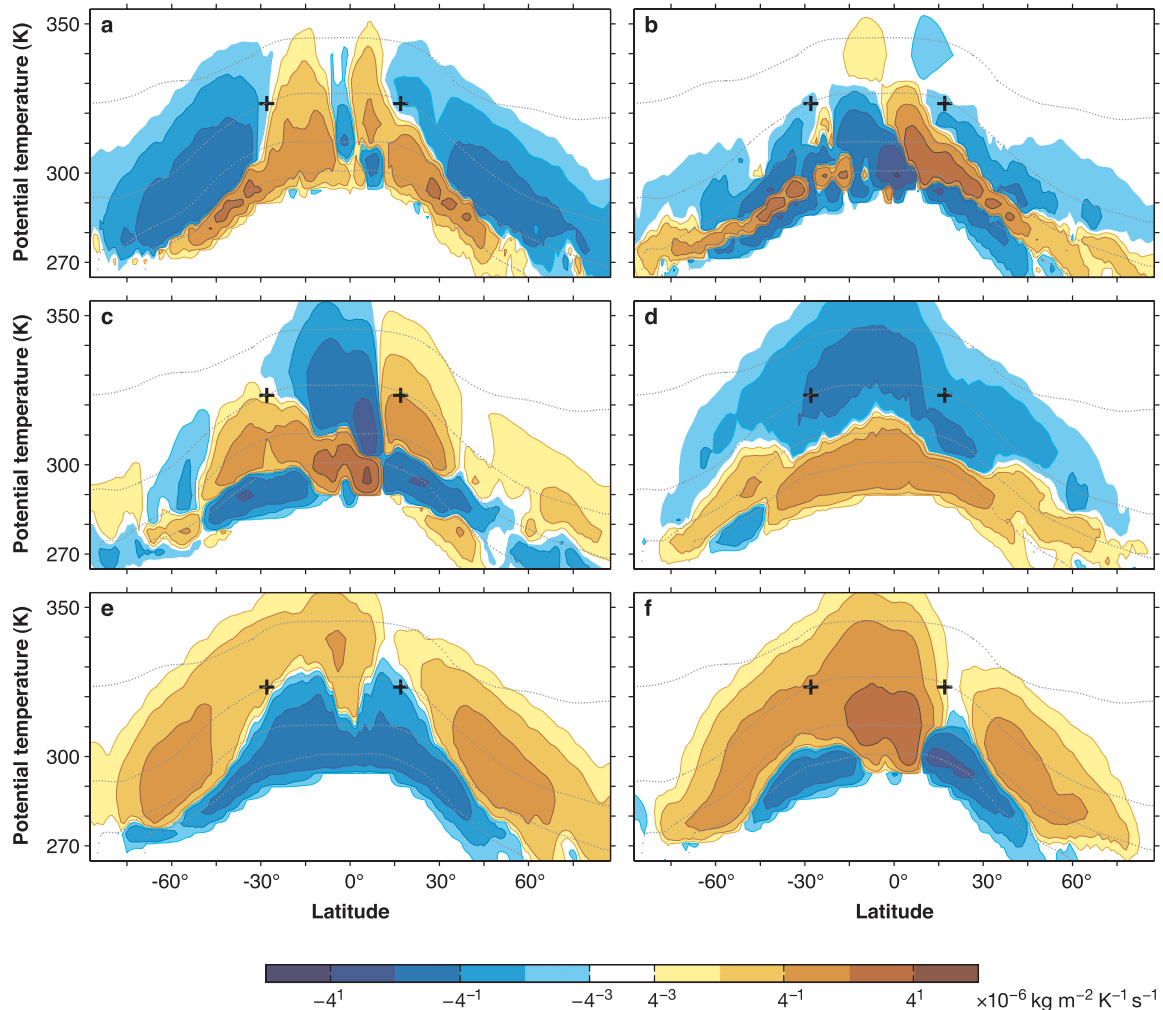 a
b
350
300
270
Potential temperature (K)
c
d
350
300
270
Potential temperature (K)
e
f
350
300
270
Potential temperature (K)
-60° -30° 0° 30° 60° -60° -30° 0° 30° 60°
Latitude Latitude
−4¹ −4⁻¹ −4⁻³ 4⁻³ 4⁻¹ 4¹ ×10⁻⁶ kg m⁻² K⁻¹ s⁻¹